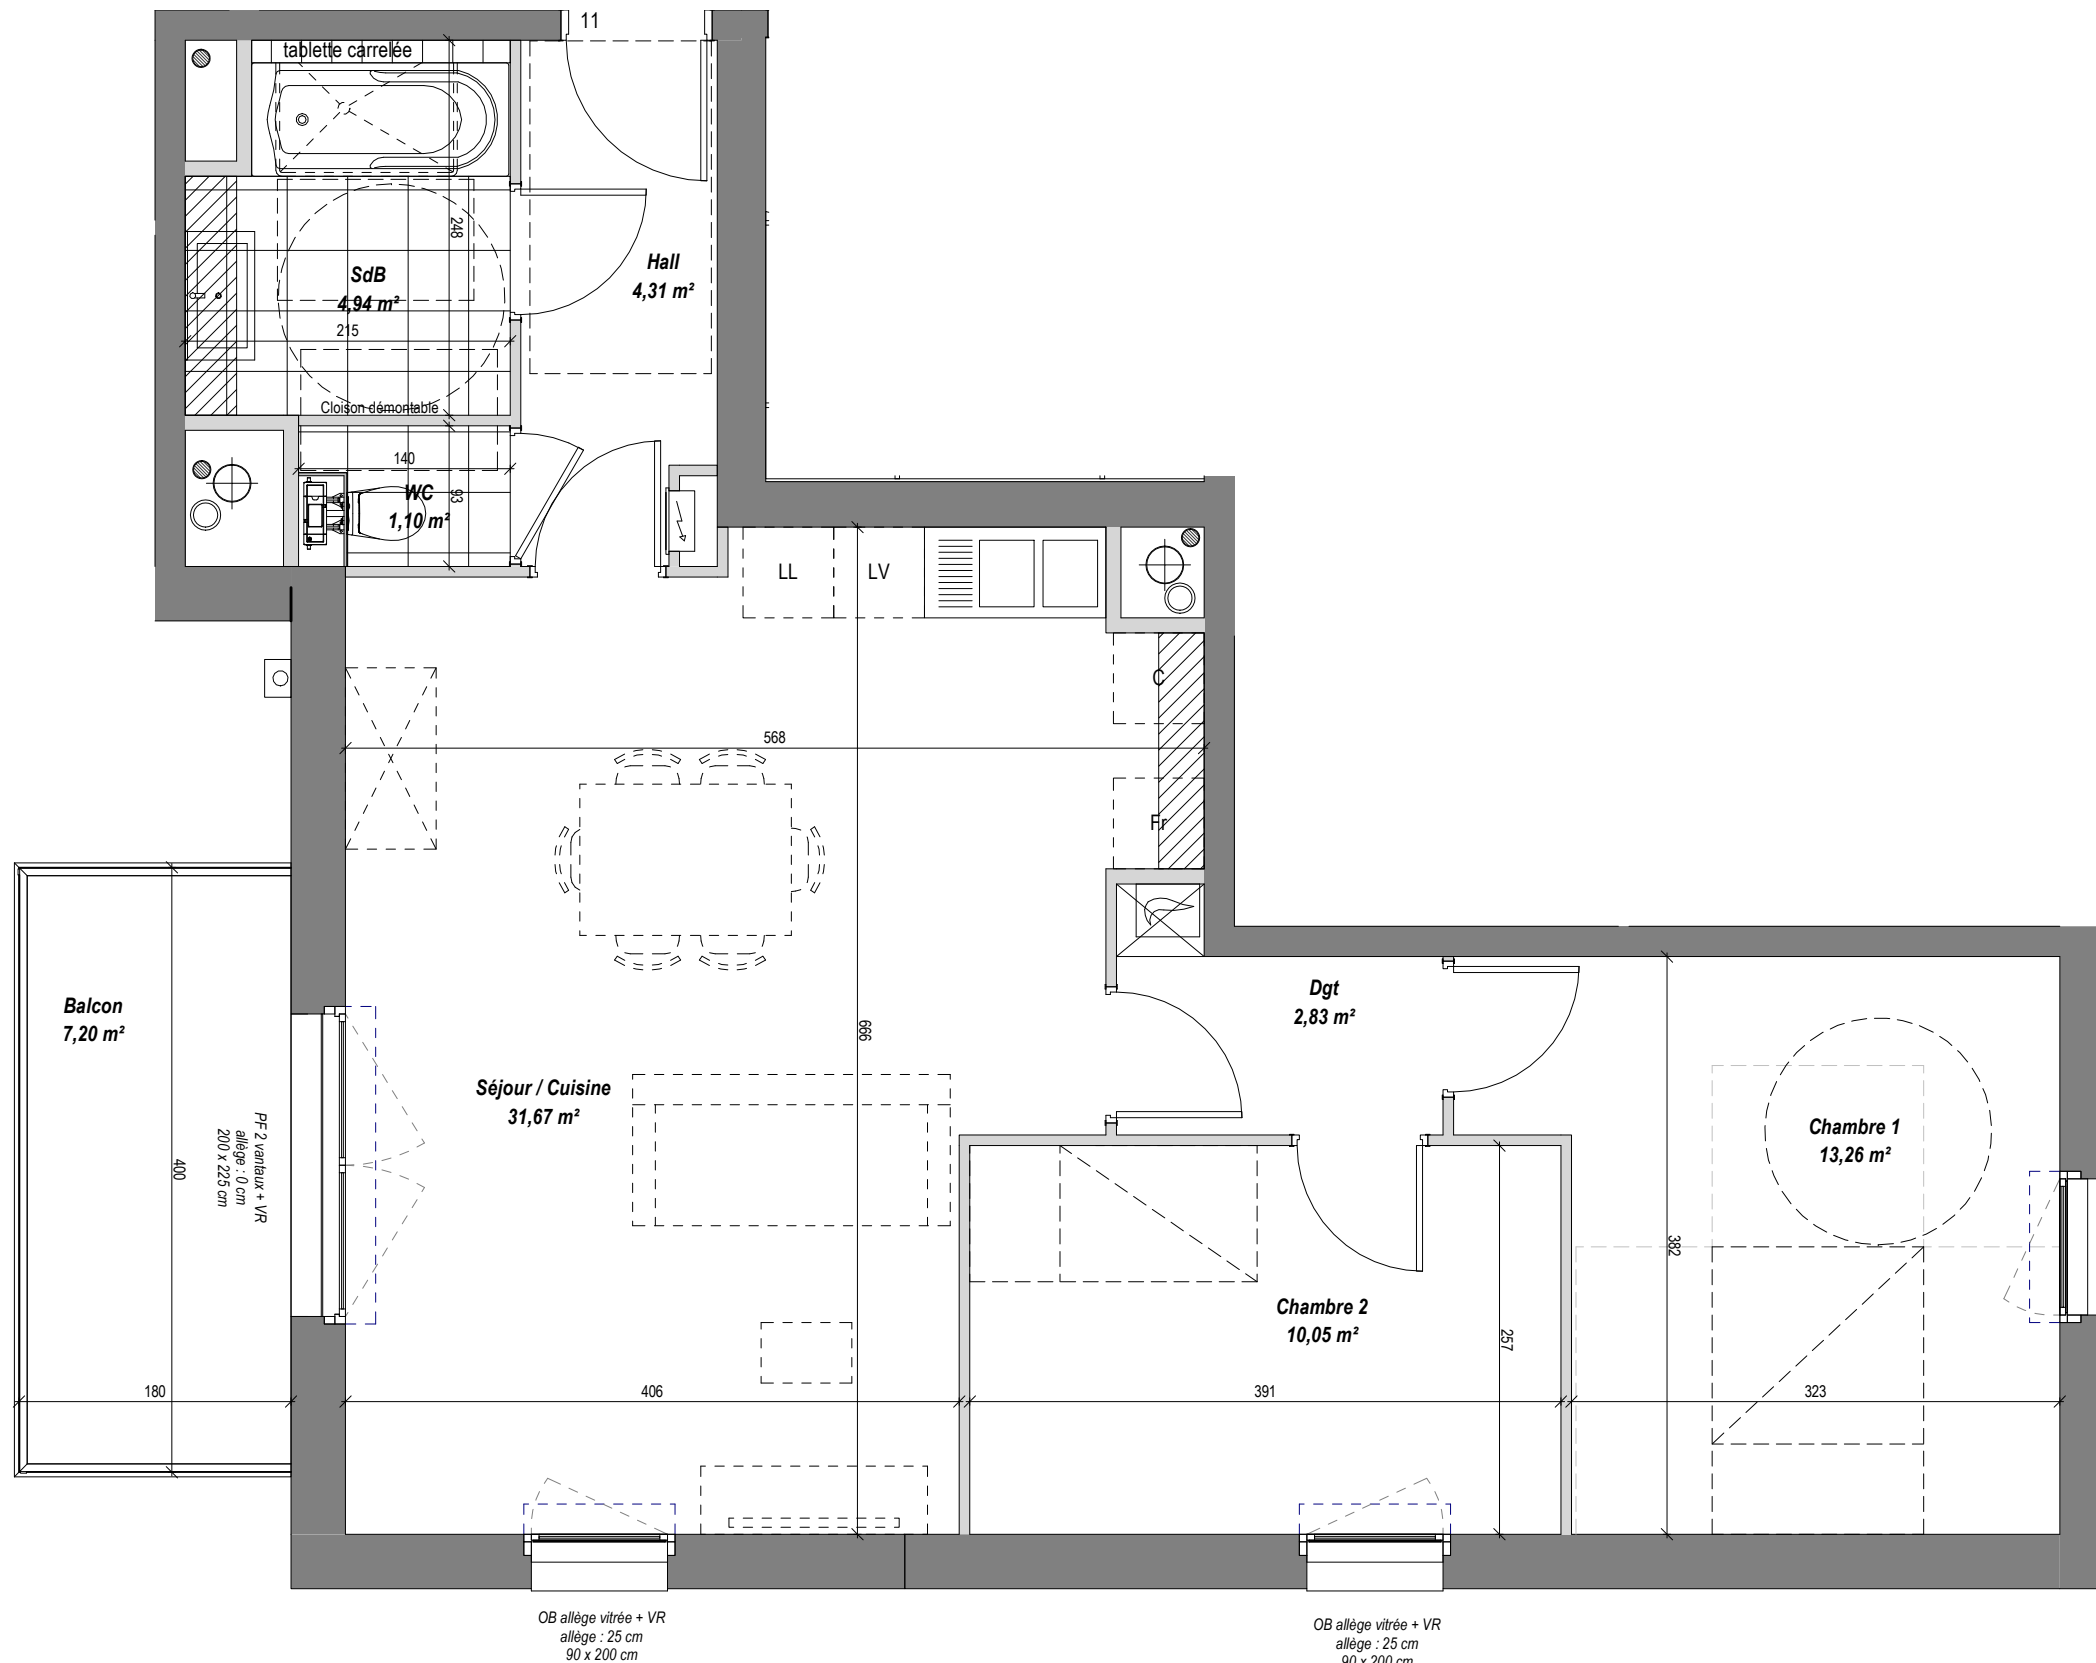 11
tablette carrelée
248
SdB
4,94 m²
215
Hall
4,31 m²
Cloison démontable
140
WC
1,10 m²
93
LL
LV
C
568
Fr
666
Balcon
7,20 m²
400
180
PF 2 vantaux + VR
allège : 0 cm
200 x 225 cm
Séjour / Cuisine
31,67 m²
406
Dgt
2,83 m²
Chambre 1
13,26 m²
382
323
Chambre 2
10,05 m²
257
391
OB allège vitrée + VR
allège : 25 cm
90 x 200 cm
OB allège vitrée + VR
allège : 25 cm
90 x 200 cm